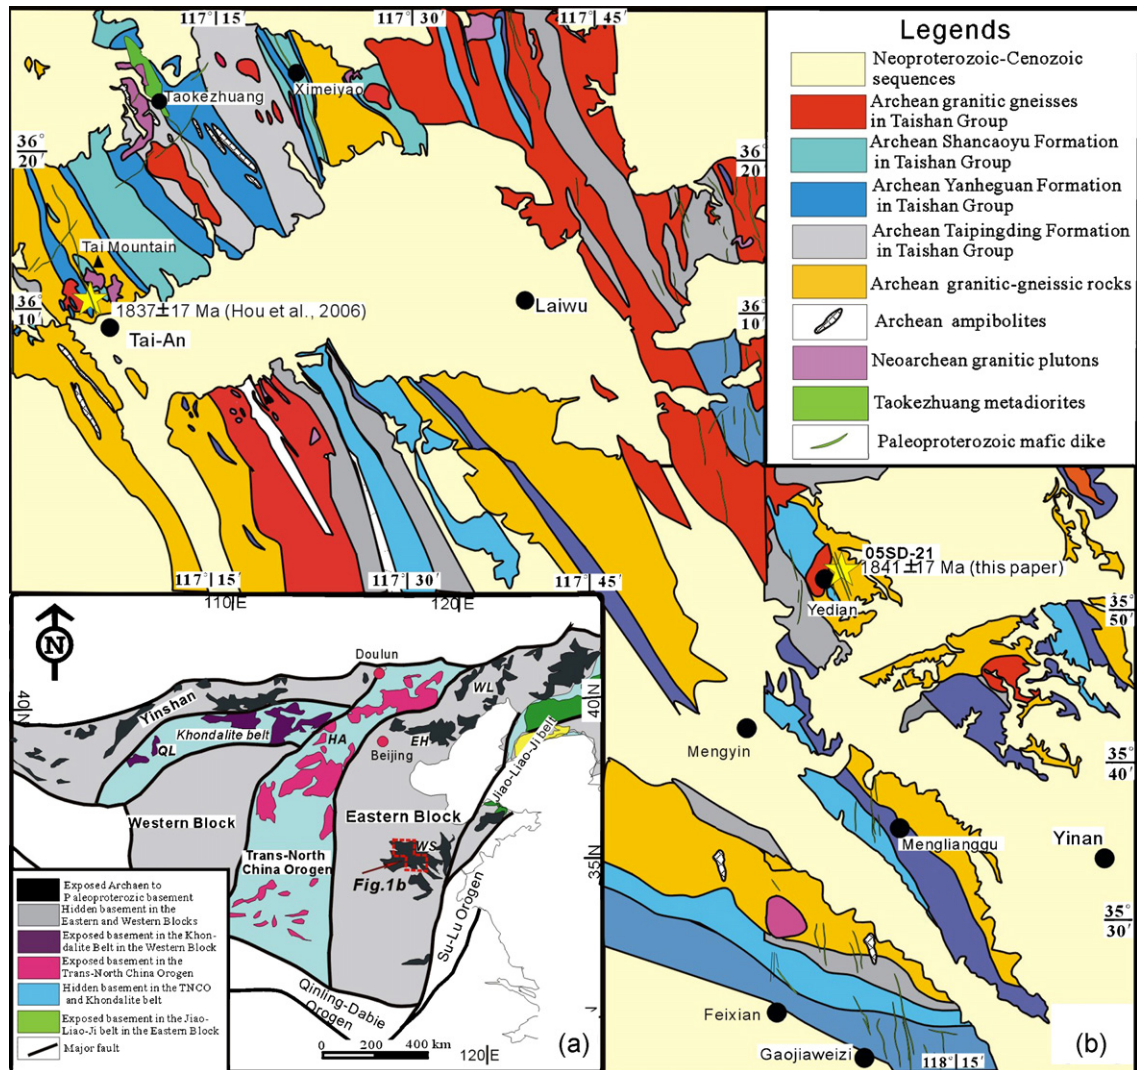 117° 15′
117° 30′
117° 45′
Taokezhuang
Ximeiyao
36°
20′
36°
20′
Tai Mountain
36°
10′
1837±17 Ma (Hou et al., 2006)
Tai-An
Laiwu
36°
10′
117° 15′
117° 30′
117° 45′
Legends
Neoproterozoic-Cenozoic
sequences
Archean granitic gneisses
in Taishan Group
Archean Shancaoyu Formation
in Taishan Group
Archean Yanheguan Formation
in Taishan Group
Archean Taipingding Formation
in Taishan Group
Archean granitic-gneissic rocks
Archean ampibolites
Neoarchean granitic plutons
Taokezhuang metadiorites
Paleoproterozoic mafic dike
05SD-21
1841±17 Ma (this paper)
Yedian
35°
50′
Mengyin
35°
40′
Menglianggu
Yinan
35°
30′
Feixian
Gaojiaweizi
118° 15′
(b)
110 E
120 E
N
Doulun
40 N
Yinshan
WL
40N
Khondalite belt
QL
HA
EH
Beijing
Jiao-Liao-Ji belt
Western Block
Eastern Block
Trans-North
China Orogen
WS
Fig.1b
35N
Su-Lu Orogen
Qinling-Dabie
Orogen
N
0 200 400 km
120 E
(a)
Exposed Archaen to
Paleoproterozic basement
Hidden basement in the
Eastern and Western Blocks
Exposed basement in the Khon-
dalite Belt in the Western Block
Exposed basement in the
Trans-North China Orogen
Hidden basement in the TNCO
and Khondalite belt
Exposed basement in the Jiao-
Liao-Ji belt in the Eastern Block
Major fault